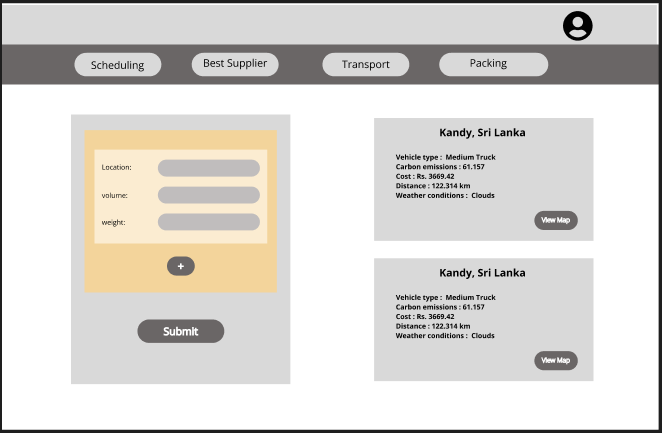 Scheduling
Best Supplier
Transport
Packing
Location:
volume:
weight:
+
Submit
Kandy, Sri Lanka
Vehicle type :  Medium Truck
Carbon emissions : 61.157
Cost : Rs. 3669.42
Distance : 122.314 km
Weather conditions :  Clouds
View Map
Kandy, Sri Lanka
Vehicle type :  Medium Truck
Carbon emissions : 61.157
Cost : Rs. 3669.42
Distance : 122.314 km
Weather conditions :  Clouds
View Map